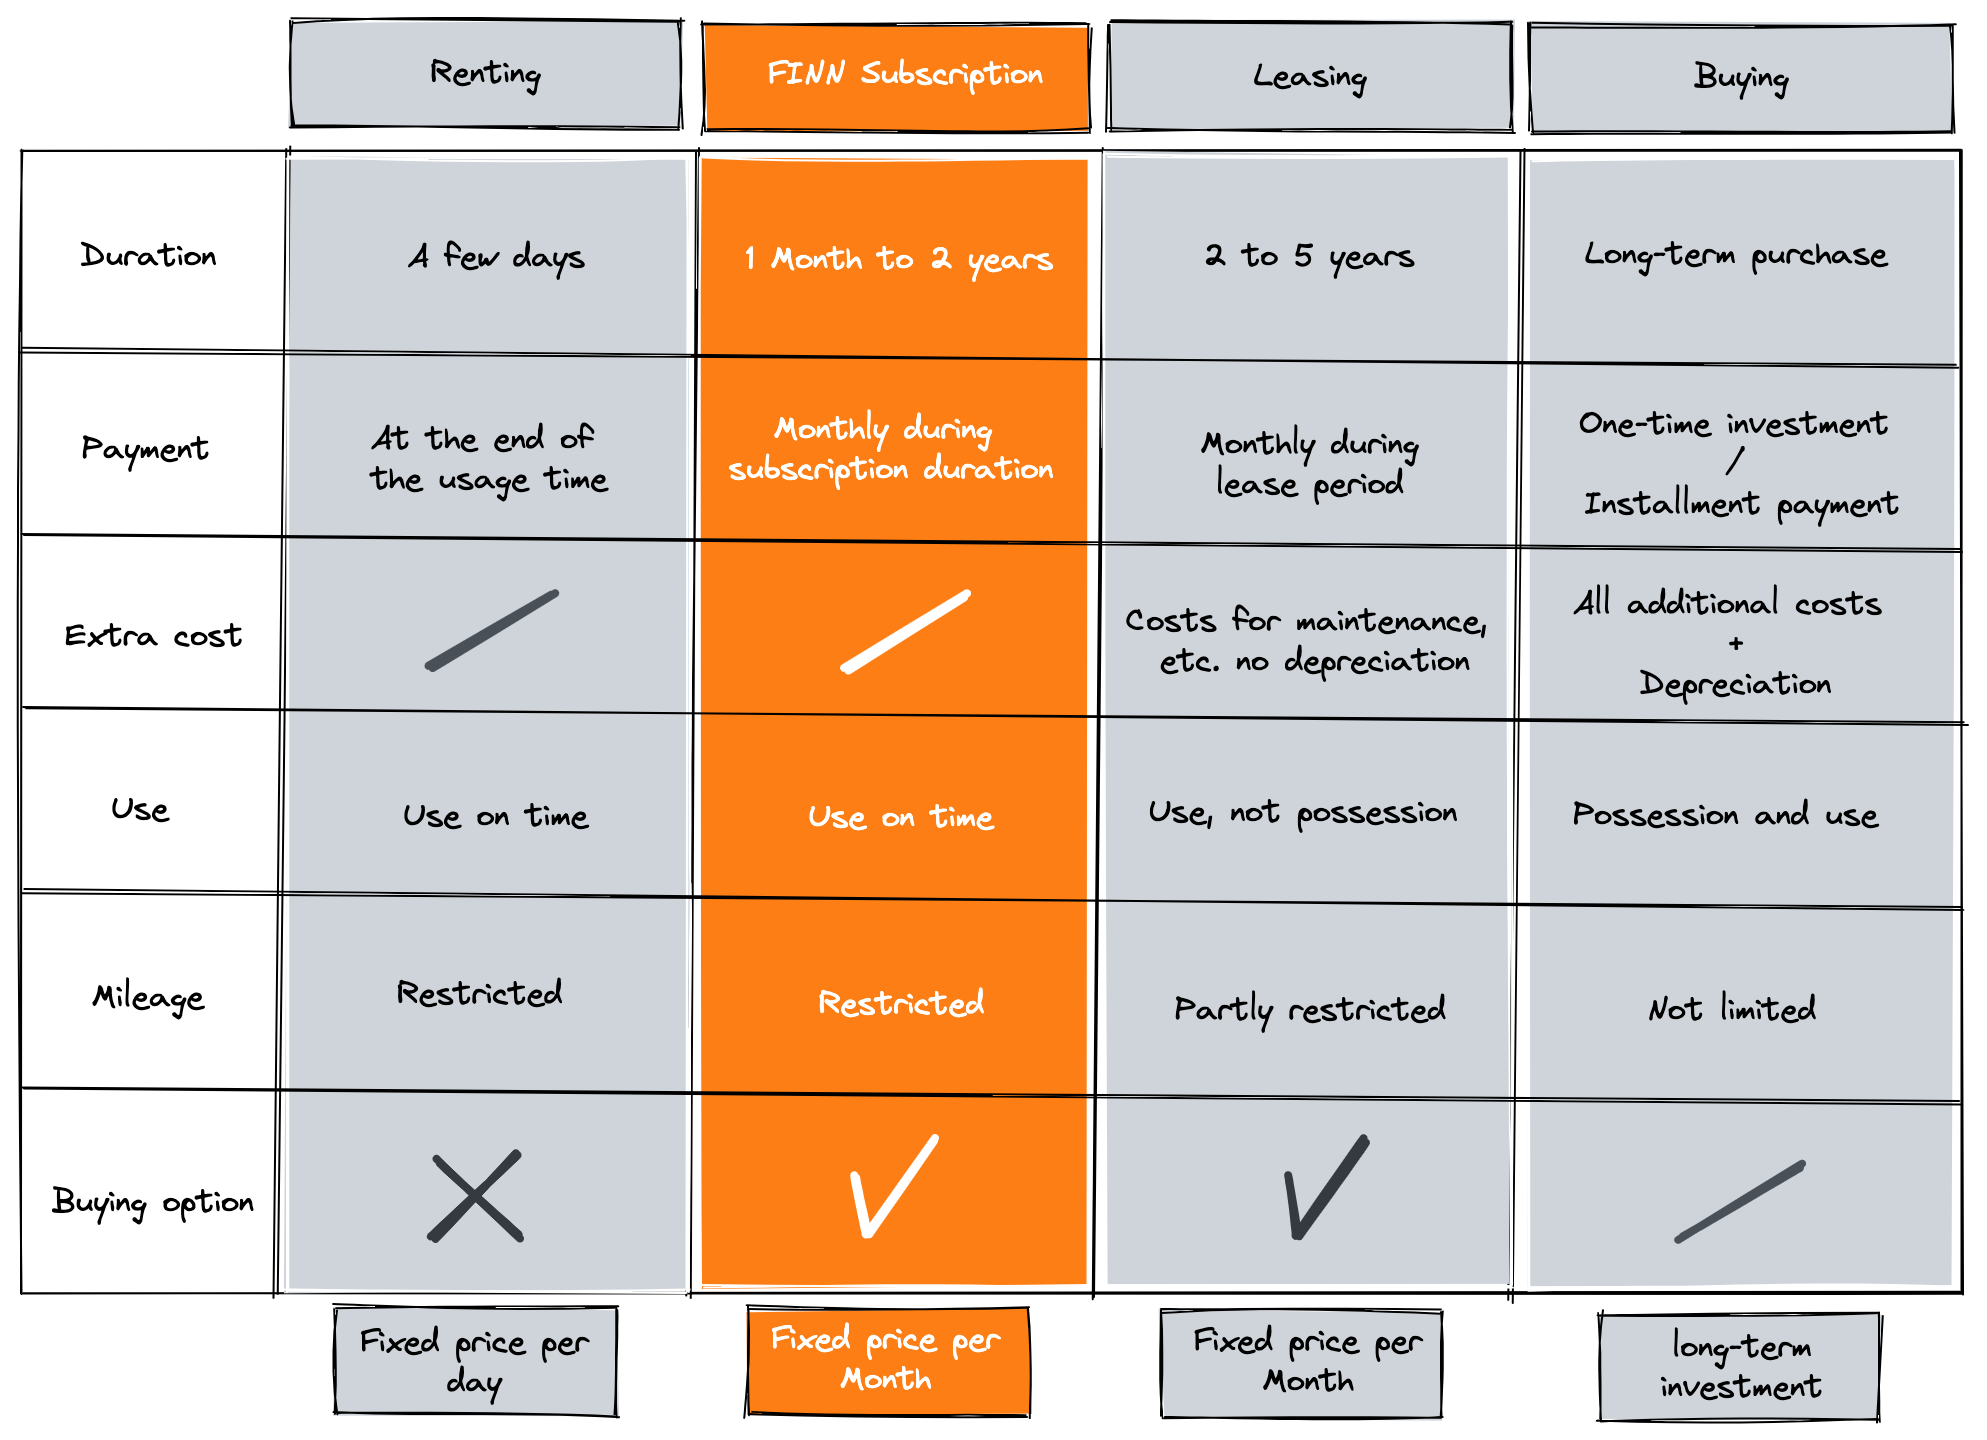 Renting
FINN Subscription
Leasing
Buying
Duration
A few days
1 Month to 2 years
2 to 5 years
Long-term purchase
Payment
At the end of
the usage time
Monthly during
subscription duration
Monthly during
lease period
One-time investment
/
Installment payment
Extra cost
Costs for maintenance,
etc. no depreciation
All additional costs
+
Depreciation
Use
Use on time
Use on time
Use, not possession
Possession and use
Mileage
Restricted
Restricted
Partly restricted
Not limited
Buying option
Fixed price per
day
Fixed price per
Month
Fixed price per
Month
long-term
investment